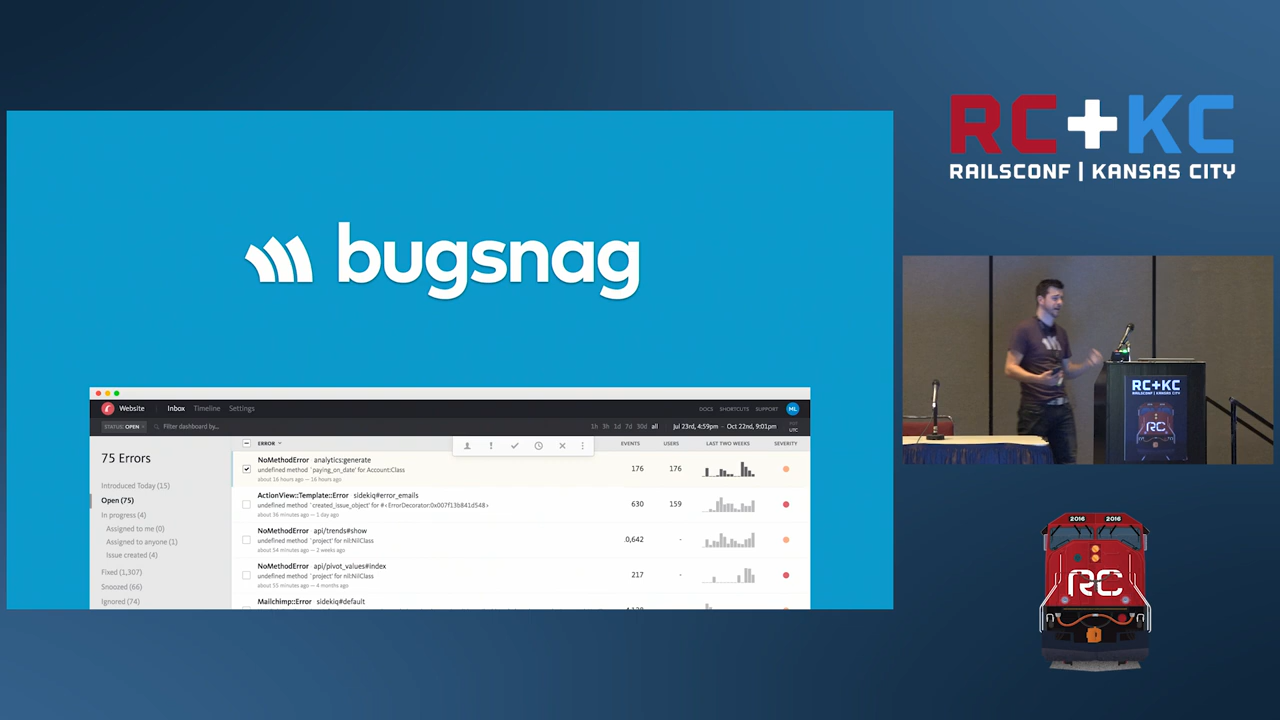 bugsnag
Website Inbox Timeline Settings DOCS SHORTCUTS SUPPORT ML
STATUS: OPEN Filter dashboard by... 1h 3h 1d 7d 30d all Jul 23rd, 4:59pm - Oct 22nd, 9:01pm UTC
75 Errors
Introduced Today (15)
Open (75)
In progress (4)
Assigned to me (0)
Assigned to anyone (1)
Issue created (4)
Fixed (1,307)
Snoozed (66)
Ignored (74)
ERROR EVENTS USERS LAST TWO WEEKS SEVERITY
NoMethodError analytics:generate
undefined method `paying_on_date' for Account:Class 176 176
about 16 hours ago — 16 hours ago
ActionView::Template::Error sidekiq#error_emails
undefined method `created_issue_object' for #<ErrorDecorator:0x007f13b841d548> 630 159
about 36 minutes ago — 1 day ago
NoMethodError api/trends#show
undefined method `project' for nil:NilClass 0,642 -
about 54 minutes ago — 2 weeks ago
NoMethodError api/pivot_values#index
undefined method `project' for nil:NilClass 217 -
about 55 minutes ago — 4 months ago
Mailchimp::Error sidekiq#default
RC+KC
RAILSCONF | KANSAS CITY
RC+KC
RAILSCONF | KANSAS CITY
2016 2016
RC